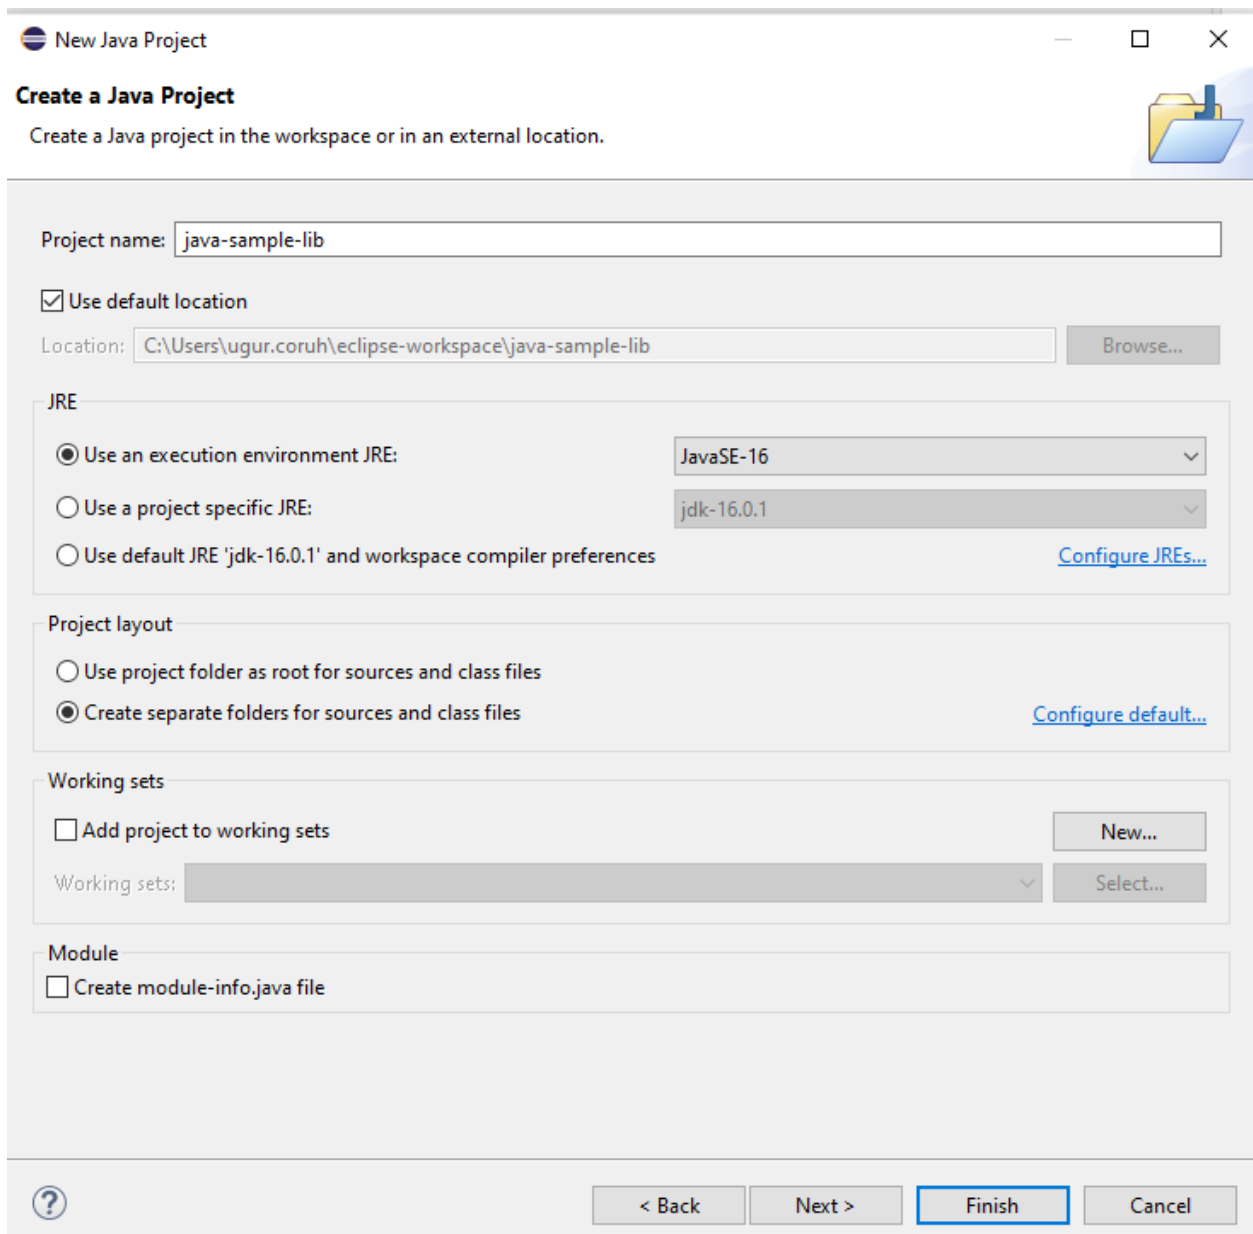 New Java Project
Create a Java Project
Create a Java project in the workspace or in an external location.
Project name: java-sample-lib
Use default location
Location: C:\Users\ugur.coruh\eclipse-workspace\java-sample-lib Browse...
JRE
Use an execution environment JRE: JavaSE-16
Use a project specific JRE: jdk-16.0.1
Use default JRE 'jdk-16.0.1' and workspace compiler preferences Configure JREs...
Project layout
Use project folder as root for sources and class files
Create separate folders for sources and class files Configure default...
Working sets
Add project to working sets New...
Working sets: Select...
Module
Create module-info.java file
? < Back Next > Finish Cancel